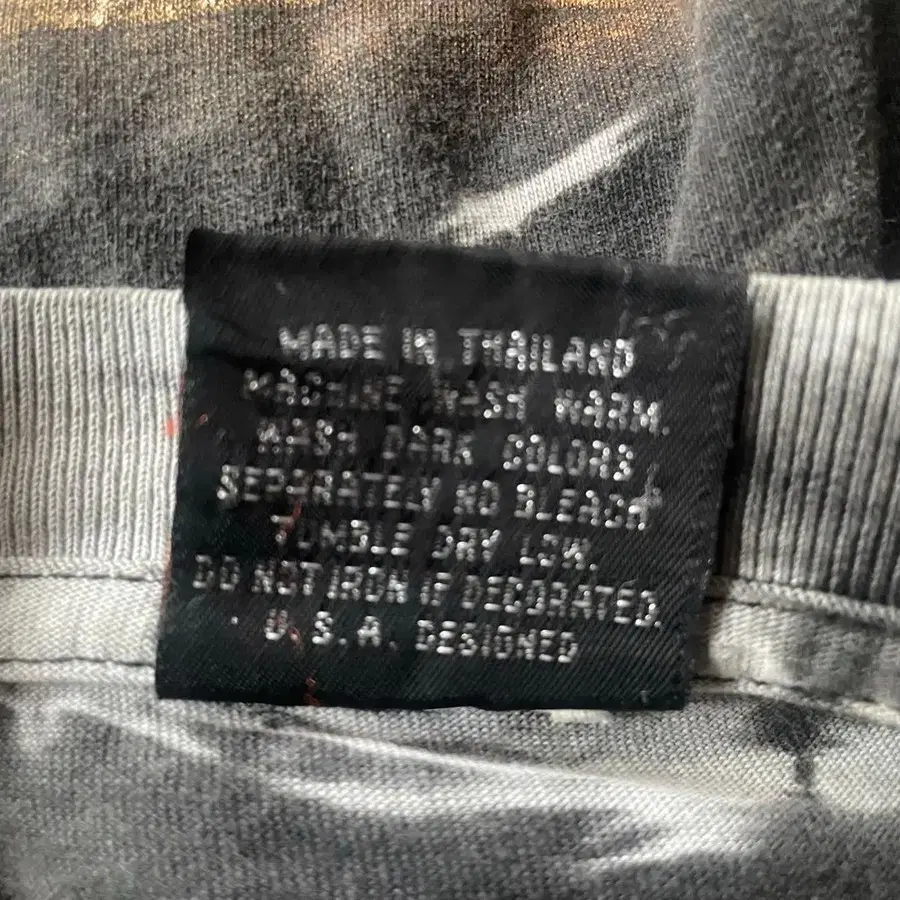 MADE IN THAILAND
MACHINE WASH WARM.
WASH DARK COLORS,
SEPARATELY NO BLEACH
TUMBLE DRY LOW.
DO NOT IRON IF DECORATED.
U.S.A. DESIGNED